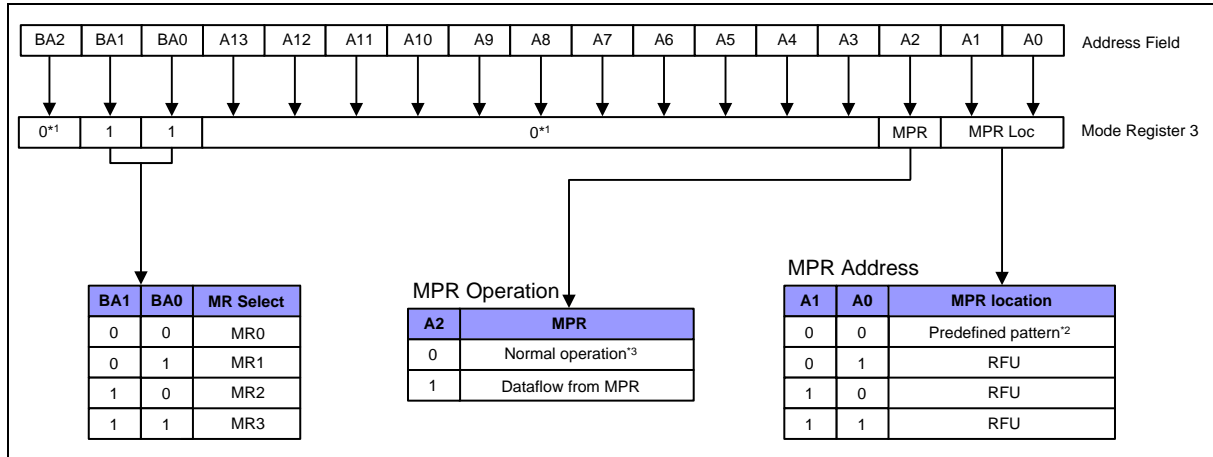 BA2 BA1 BA0 A13 A12 A11 A10 A9 A8 A7 A6 A5 A4 A3 A2 A1 A0 Address Field
0*1 1 1 0*1 MPR MPR Loc Mode Register 3
MPR Address
MPR Operation
BA1 BA0 MR Select
0 0 MR0
0 1 MR1
1 0 MR2
1 1 MR3
A2 MPR
0 Normal operation*3
1 Dataflow from MPR
A1 A0 MPR location
0 0 Predefined pattern*2
0 1 RFU
1 0 RFU
1 1 RFU